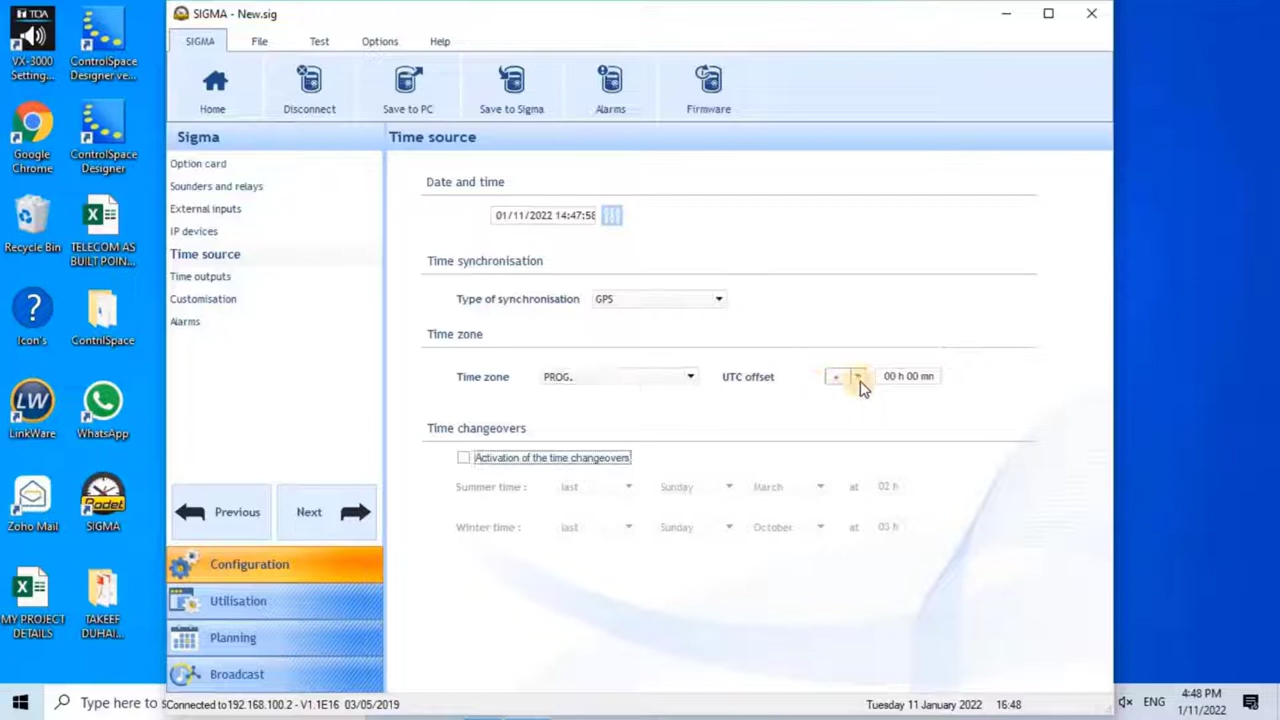 TOA
VX-3000
Setting...
ControlSpace
Designer ve...
Google
Chrome
ControlSpace
Designer
Recycle Bin
TELECOM AS
BUILT POIN...
Icon's
ContrlSpace
LW
LinkWare
WhatsApp
Zoho Mail
Bodet
SIGMA
MY PROJECT
DETAILS
TAKEEF
DUHAI...
SIGMA - New.sig
SIGMA
File
Test
Options
Help
Home
Disconnect
Save to PC
Save to Sigma
Alarms
Firmware
Sigma
Option card
Sounders and relays
External inputs
IP devices
Time source
Time outputs
Customisation
Alarms
Previous
Next
Configuration
Utilisation
Planning
Broadcast
Time source
Date and time
01/11/2022 14:47:58
Time synchronisation
Type of synchronisation GPS
Time zone
Time zone PROG. UTC offset 00 h 00 mn
Time changeovers
Activation of the time changeovers
Summer time : last Sunday March at 02 h
Winter time : last Sunday October at 03 h
Connected to192.168.100.2 - V1.1E16 03/05/2019
Tuesday 11 January 2022 16:48
Type here to s
ENG
4:48 PM
1/11/2022